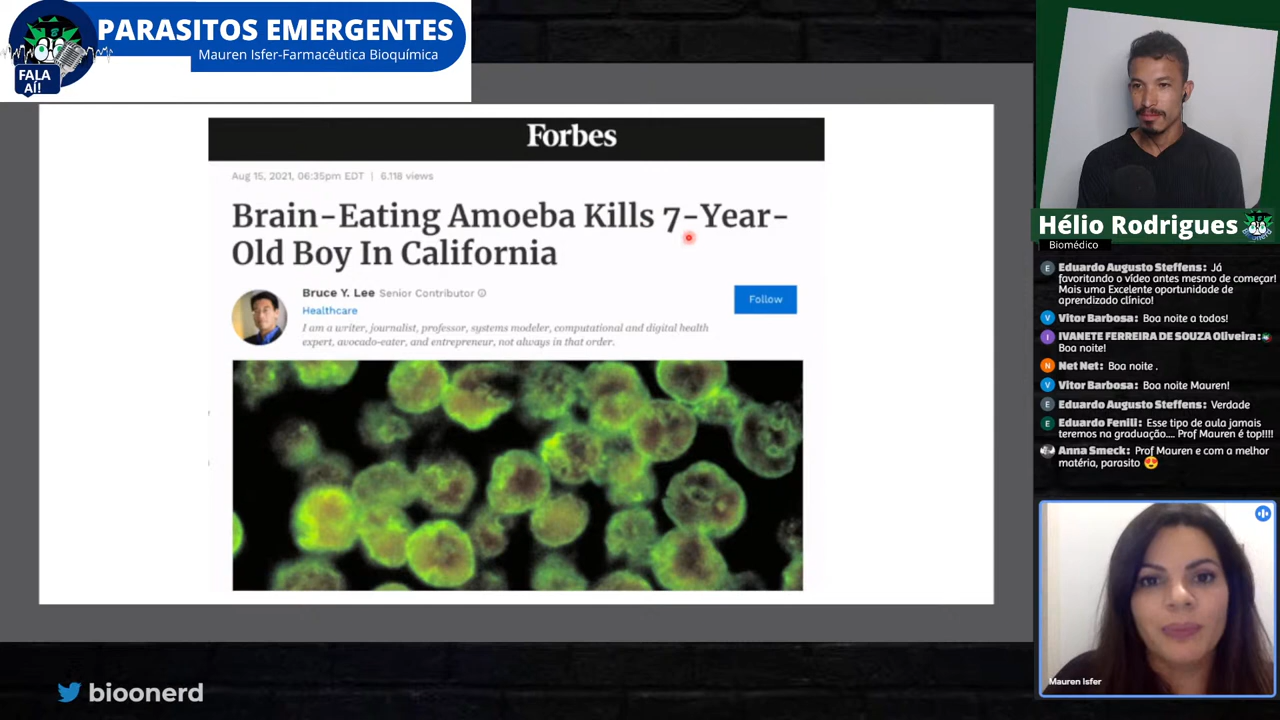 PARASITOS EMERGENTES
Mauren Isfer-Farmacêutica Bioquímica
FALA
AÍ!
Forbes
Aug 15, 2021, 06:35pm EDT | 6.118 views
Brain-Eating Amoeba Kills 7-Year-
Old Boy In California
Bruce Y. Lee Senior Contributor
Healthcare
I am a writer, journalist, professor, systems modeler, computational and digital health
expert, avocado-eater, and entrepreneur, not always in that order.
Follow
bioonerd
Hélio Rodrigues
Biomédico
E Eduardo Augusto Steffens: Já
favoritando o vídeo antes mesmo de começar!
Mais uma Excelente oportunidade de
aprendizado clínico!
V Vitor Barbosa: Boa noite a todos!
I IVANETE FERREIRA DE SOUZA Oliveira:
Boa noite!
N Net Net: Boa noite .
V Vitor Barbosa: Boa noite Mauren!
E Eduardo Augusto Steffens: Verdade
E Eduardo Fenili: Esse tipo de aula jamais
teremos na graduação.... Prof Mauren é top!!!!
Anna Smeck: Prof Mauren e com a melhor
matéria, parasito 😍
Mauren Isfer